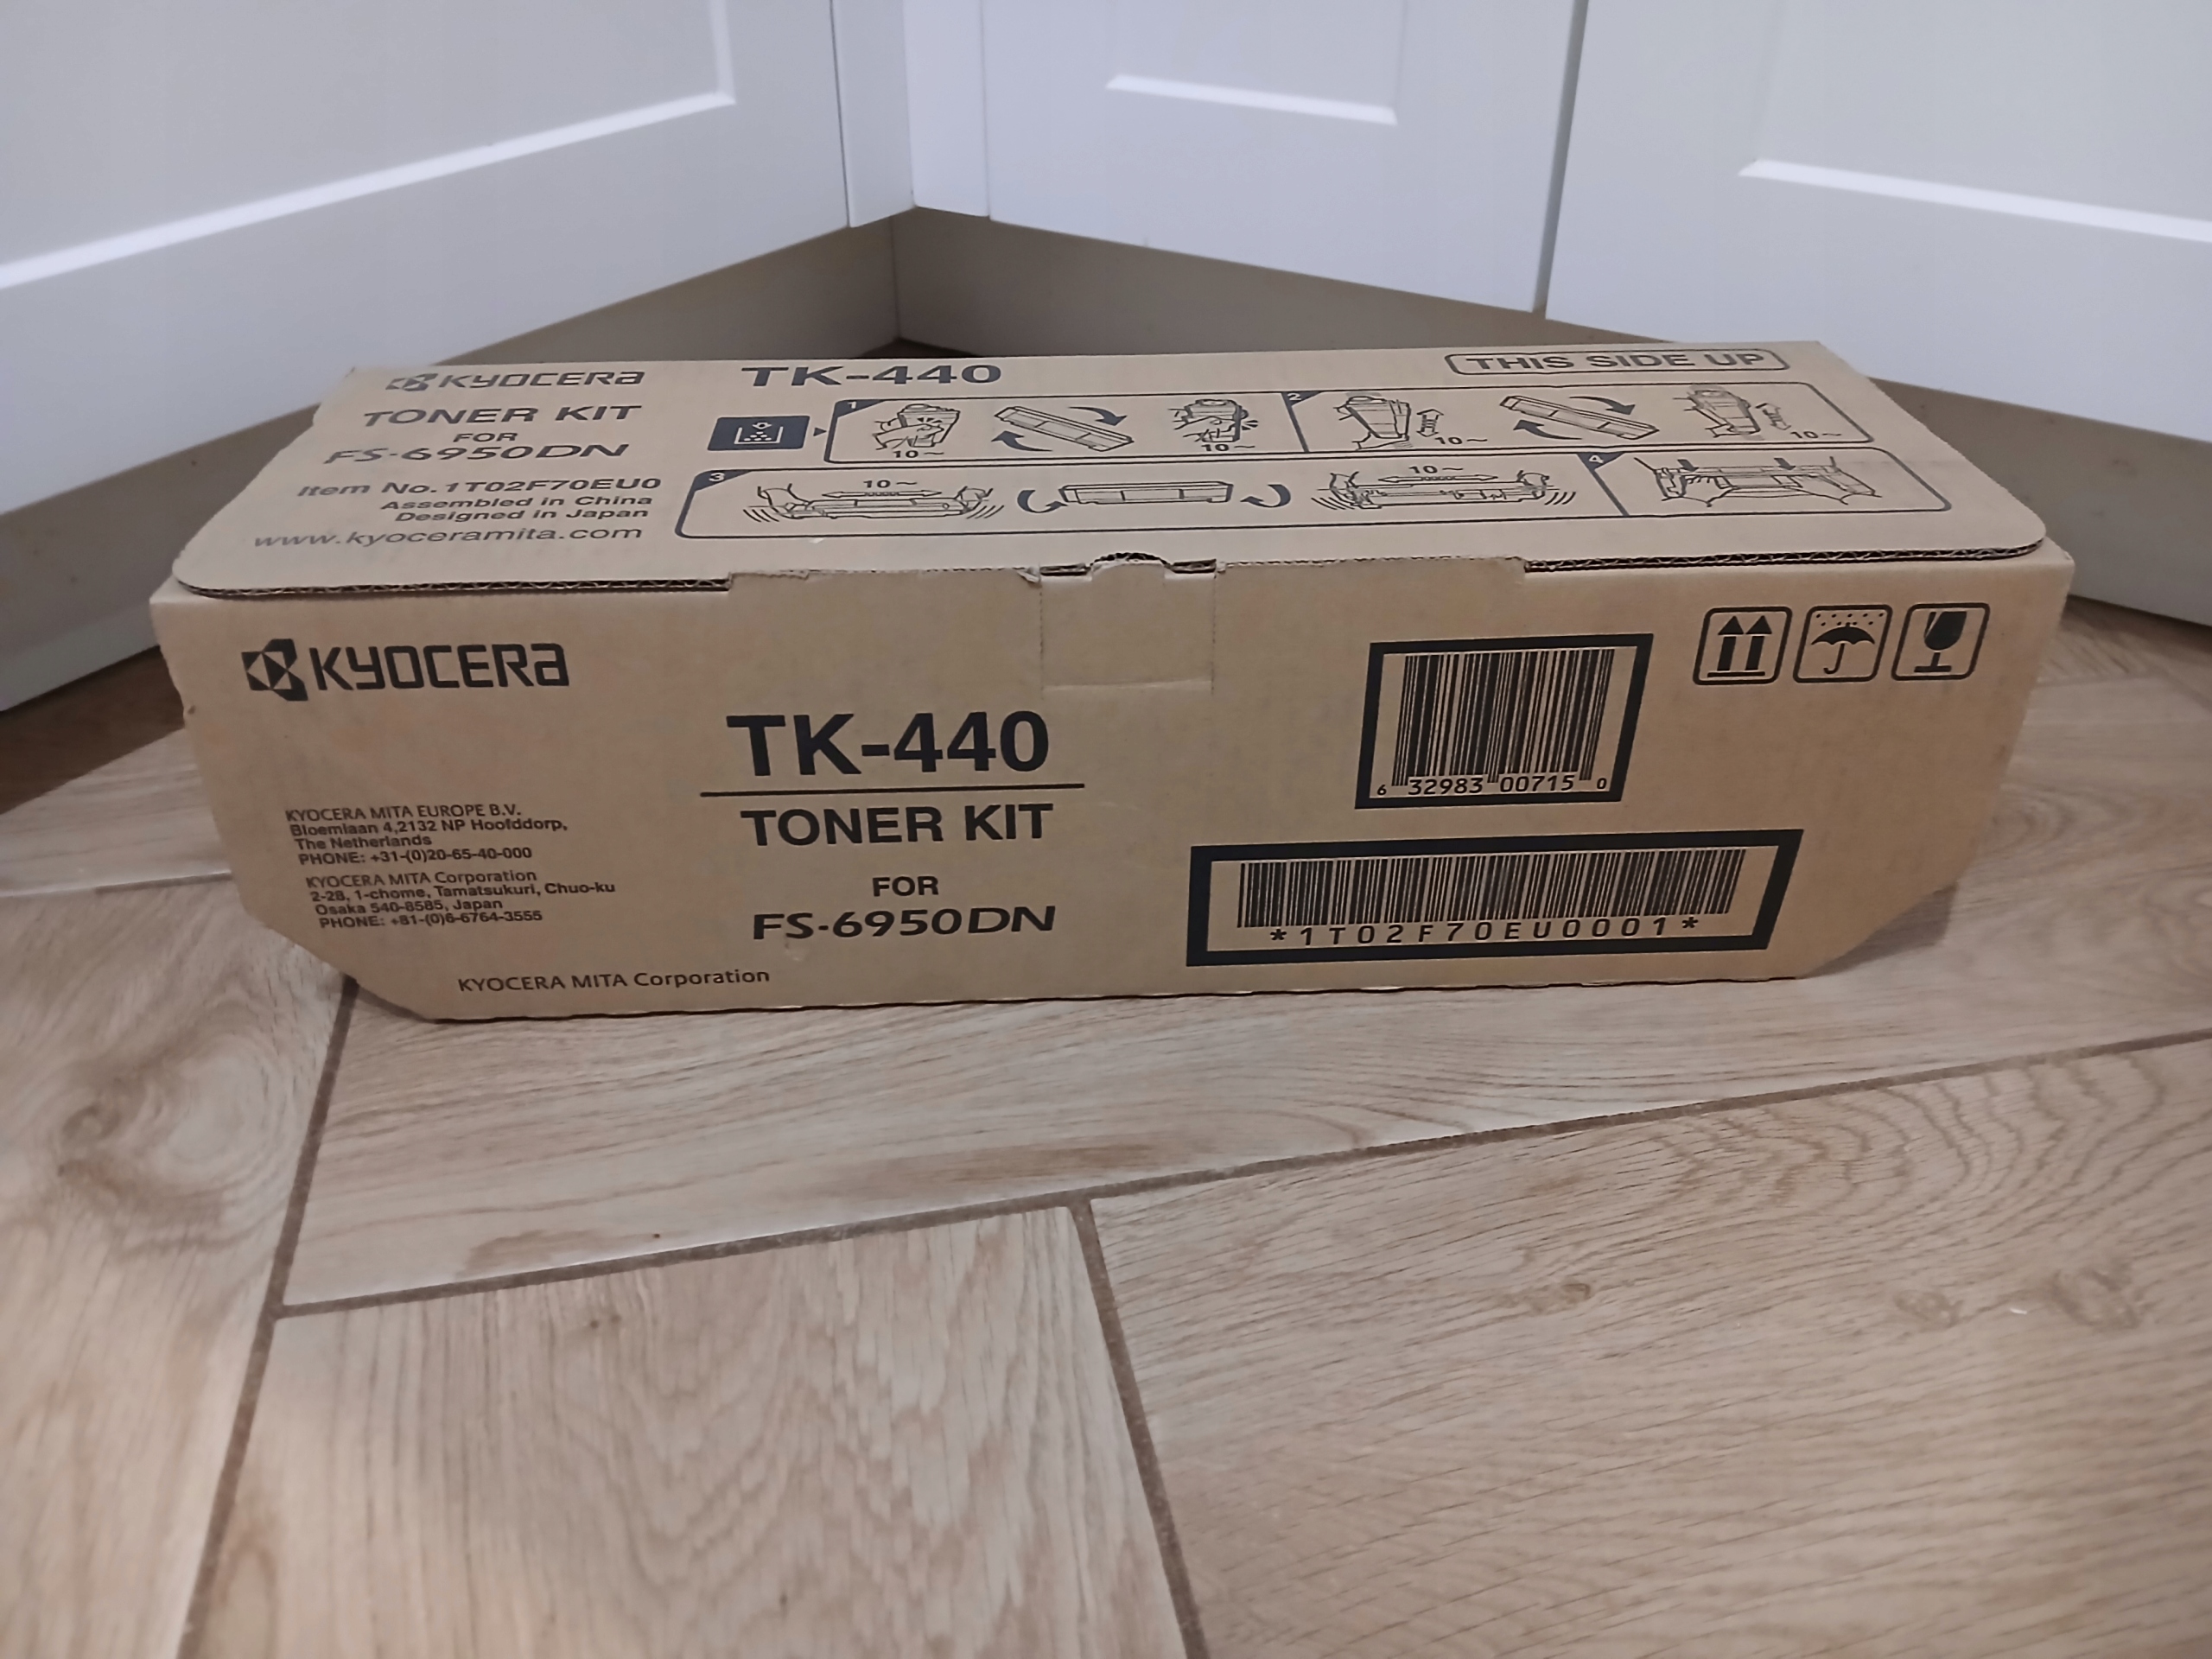 KYOCERA
TK-440
THIS SIDE UP
TONER KIT
FOR
FS-6950DN
Item No. 1T02F70EU0
Assembled in China
Designed in Japan
www.kyoceramita.com
1
10~
10~
2
10~
10~
3
10~
10~
4
KYOCERA
TK-440
TONER KIT
FOR
FS-6950DN
KYOCERA MITA EUROPE B.V.
Bloemlaan 4,2132 NP Hoofddorp,
The Netherlands
PHONE: +31-(0)20-65-40-000
KYOCERA MITA Corporation
2-28, 1-chome, Tamatsukuri, Chuo-ku
Osaka 540-8585, Japan
PHONE: +81-(0)6-6764-3555
KYOCERA MITA Corporation
6 32983 00715 0
*1T02F70EU0001*